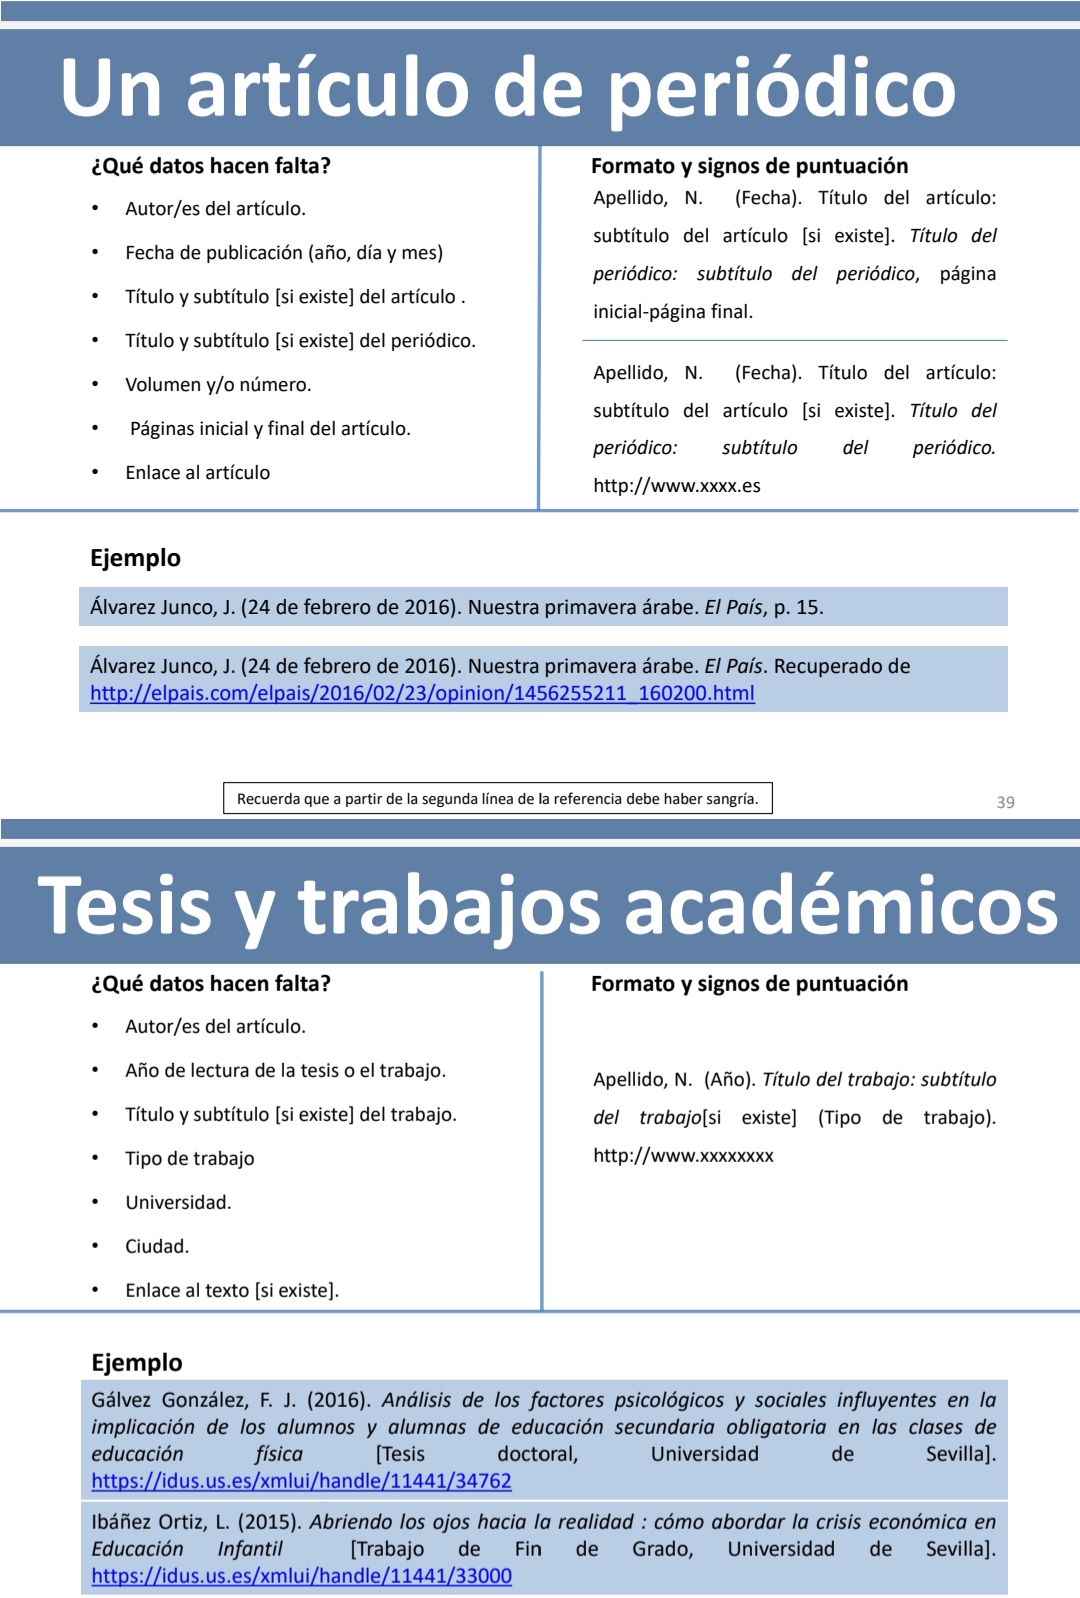 Un artículo de periódico
¿Qué datos hacen falta?
• Autor/es del artículo.
• Fecha de publicación (año, día y mes)
• Título y subtítulo [si existe] del artículo .
• Título y subtítulo [si existe] del periódico.
• Volumen y/o número.
• Páginas inicial y final del artículo.
• Enlace al artículo
Formato y signos de puntuación
Apellido, N. (Fecha). Título del artículo:
subtítulo del artículo [si existe]. Título del
periódico: subtítulo del periódico, página
inicial-página final.
Apellido, N. (Fecha). Título del artículo:
subtítulo del artículo [si existe]. Título del
periódico: subtítulo del periódico.
http://www.xxxx.es
Ejemplo
Álvarez Junco, J. (24 de febrero de 2016). Nuestra primavera árabe. El País, p. 15.
Álvarez Junco, J. (24 de febrero de 2016). Nuestra primavera árabe. El País. Recuperado de
http://elpais.com/elpais/2016/02/23/opinion/1456255211_160200.html
Recuerda que a partir de la segunda línea de la referencia debe haber sangría.
39
Tesis y trabajos académicos
¿Qué datos hacen falta?
• Autor/es del artículo.
• Año de lectura de la tesis o el trabajo.
• Título y subtítulo [si existe] del trabajo.
• Tipo de trabajo
• Universidad.
• Ciudad.
• Enlace al texto [si existe].
Formato y signos de puntuación
Apellido, N. (Año). Título del trabajo: subtítulo
del trabajo[si existe] (Tipo de trabajo).
http://www.xxxxxxxx
Ejemplo
Gálvez González, F. J. (2016). Análisis de los factores psicológicos y sociales influyentes en la
implicación de los alumnos y alumnas de educación secundaria obligatoria en las clases de
educación física [Tesis doctoral, Universidad de Sevilla].
https://idus.us.es/xmlui/handle/11441/34762
Ibáñez Ortiz, L. (2015). Abriendo los ojos hacia la realidad : cómo abordar la crisis económica en
Educación Infantil [Trabajo de Fin de Grado, Universidad de Sevilla].
https://idus.us.es/xmlui/handle/11441/33000